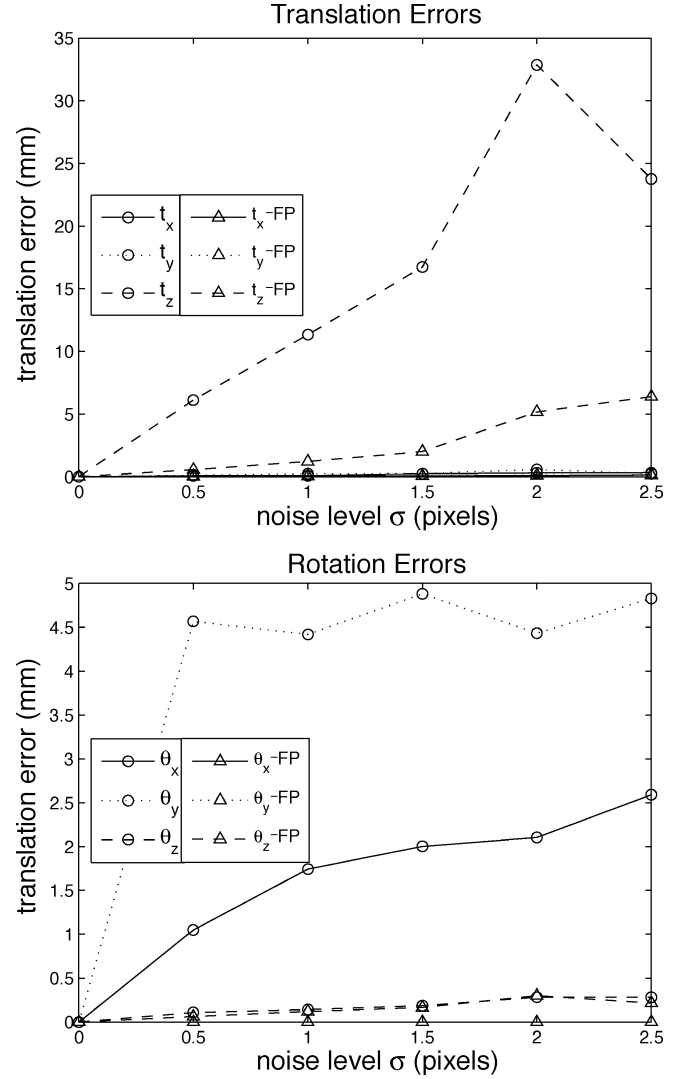 Translation Errors
35
30
25
20
15
10
5
0
translation error (mm)
t_x t_x-FP
t_y t_y-FP
t_z t_z-FP
0 0.5 1 1.5 2 2.5
noise level σ (pixels)
Rotation Errors
5
4.5
4
3.5
3
2.5
2
1.5
1
0.5
0
translation error (mm)
θ_x θ_x-FP
θ_y θ_y-FP
θ_z θ_z-FP
0 0.5 1 1.5 2 2.5
noise level σ (pixels)